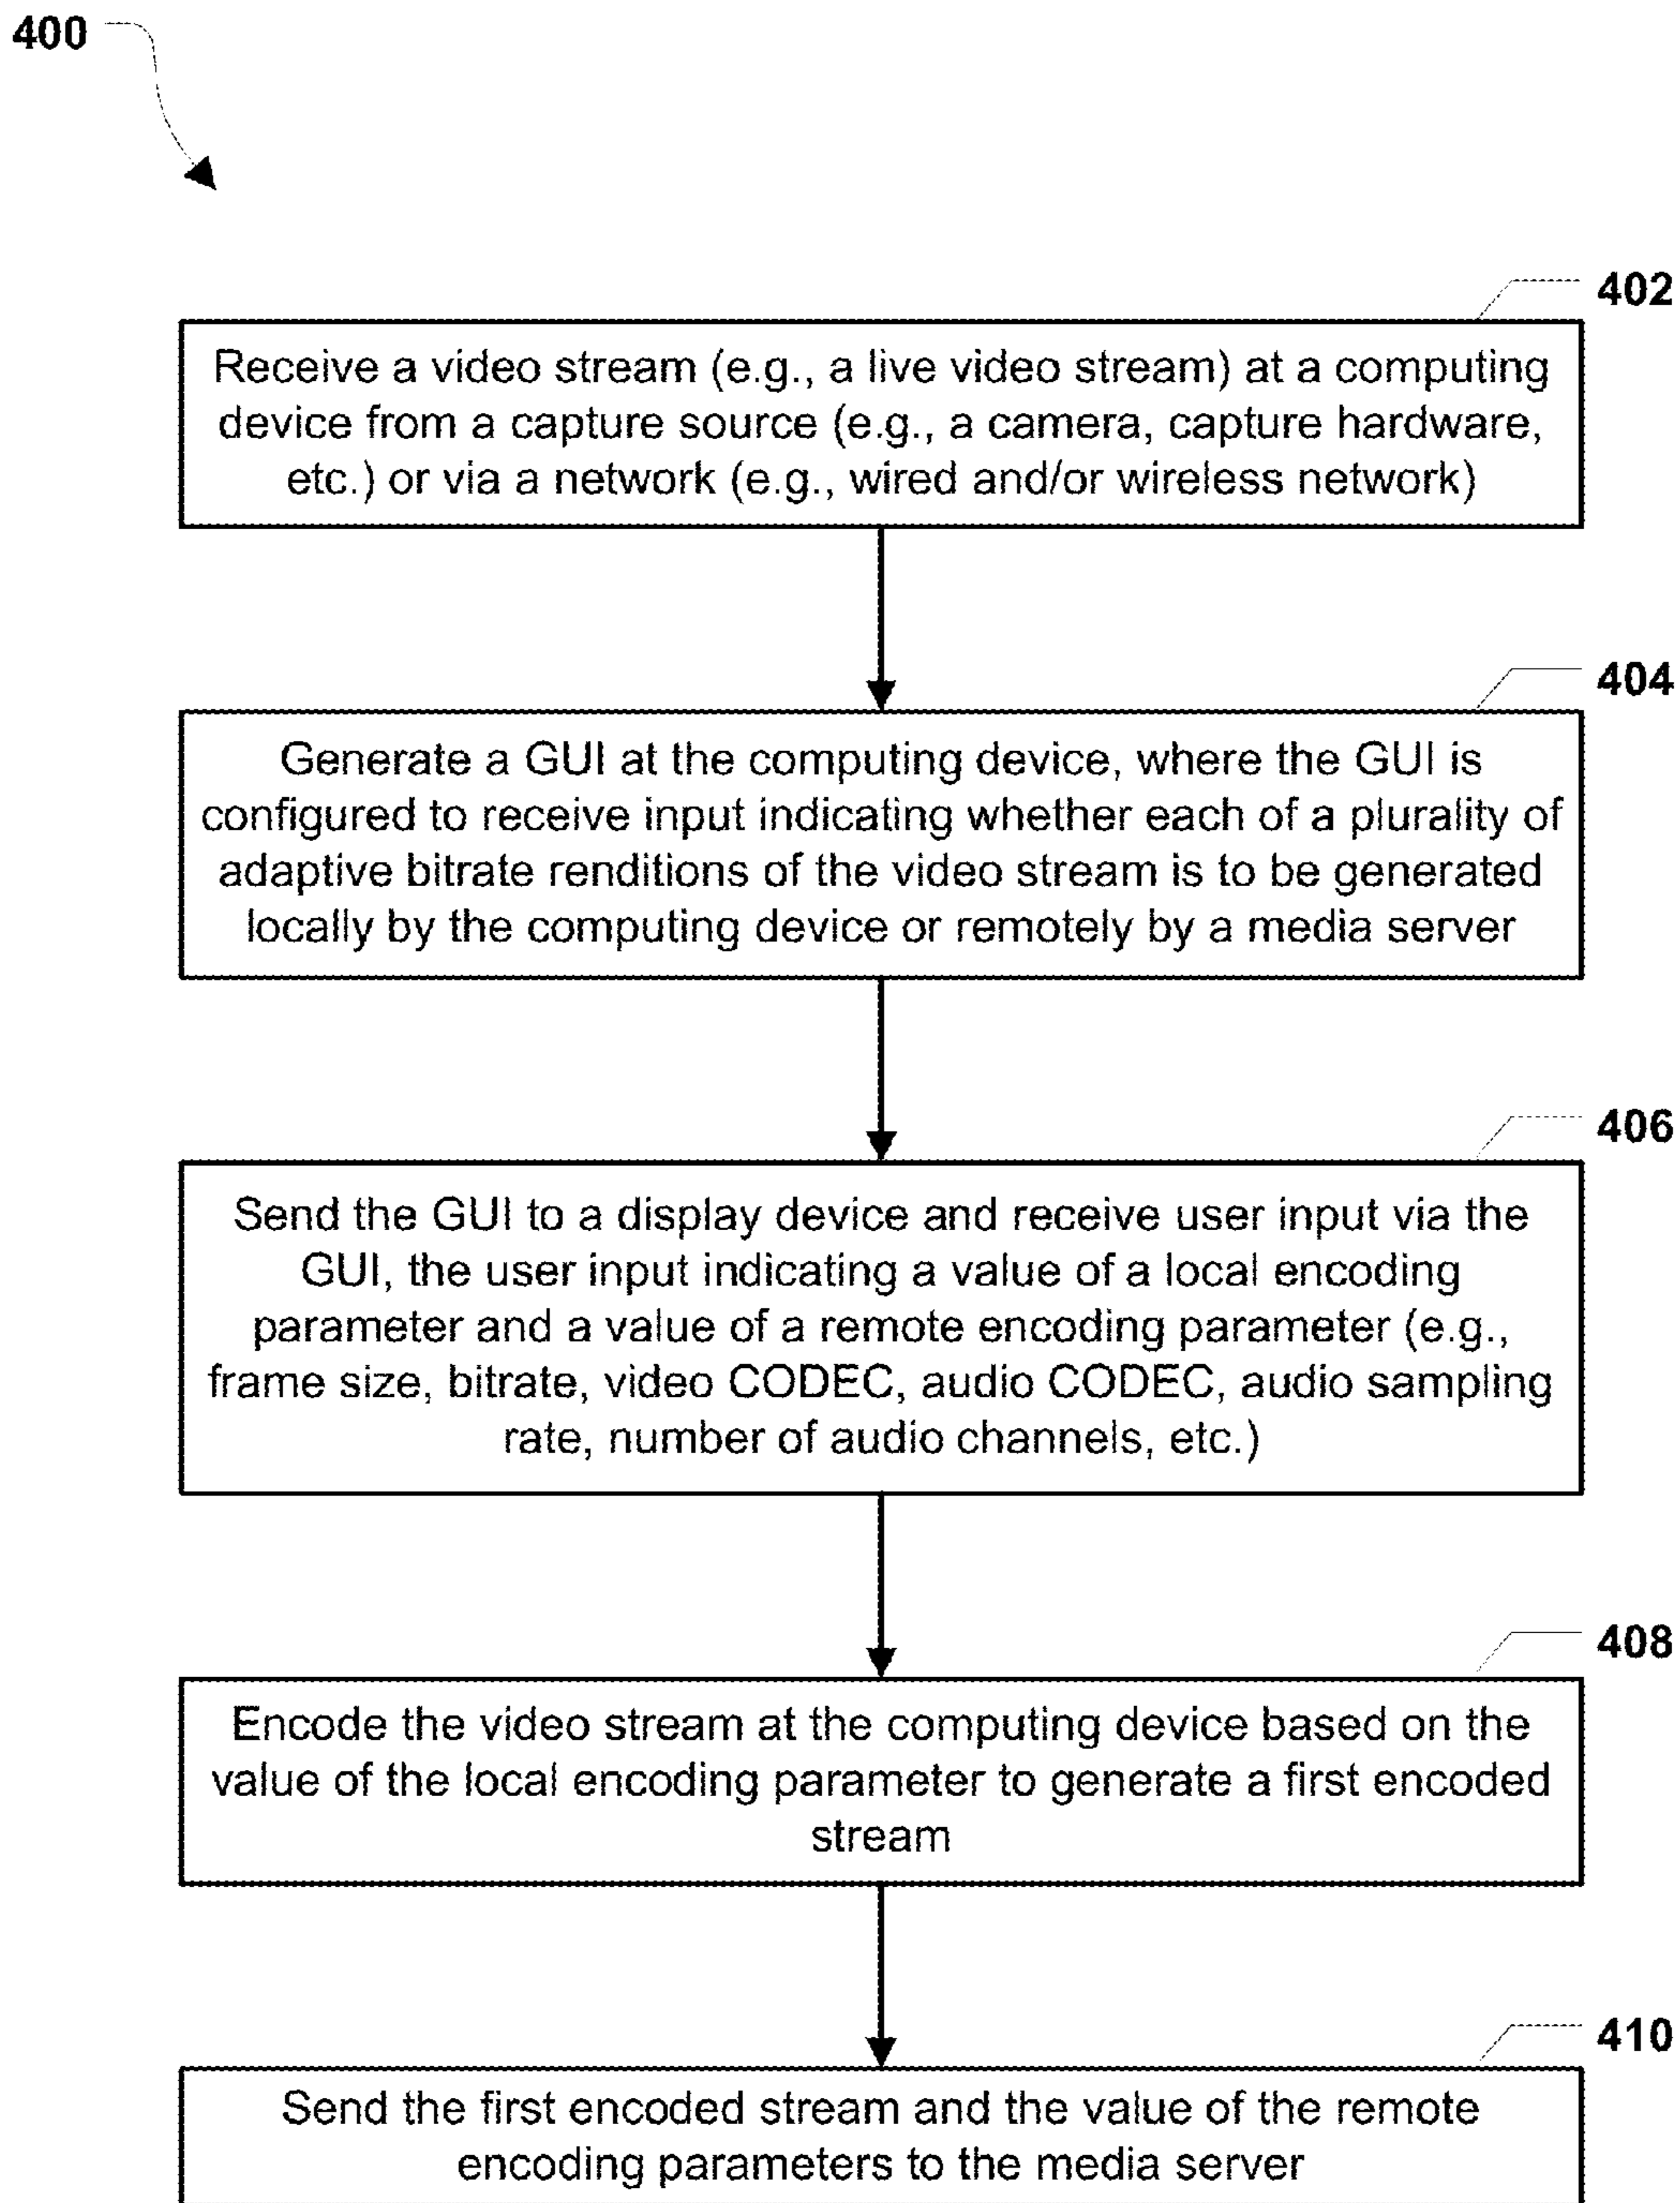 400
402
Receive a video stream (e.g., a live video stream) at a computing
device from a capture source (e.g., a camera, capture hardware,
etc.) or via a network (e.g., wired and/or wireless network)
404
Generate a GUI at the computing device, where the GUI is
configured to receive input indicating whether each of a plurality of
adaptive bitrate renditions of the video stream is to be generated
locally by the computing device or remotely by a media server
406
Send the GUI to a display device and receive user input via the
GUI, the user input indicating a value of a local encoding
parameter and a value of a remote encoding parameter (e.g.,
frame size, bitrate, video CODEC, audio CODEC, audio sampling
rate, number of audio channels, etc.)
408
Encode the video stream at the computing device based on the
value of the local encoding parameter to generate a first encoded
stream
410
Send the first encoded stream and the value of the remote
encoding parameters to the media server